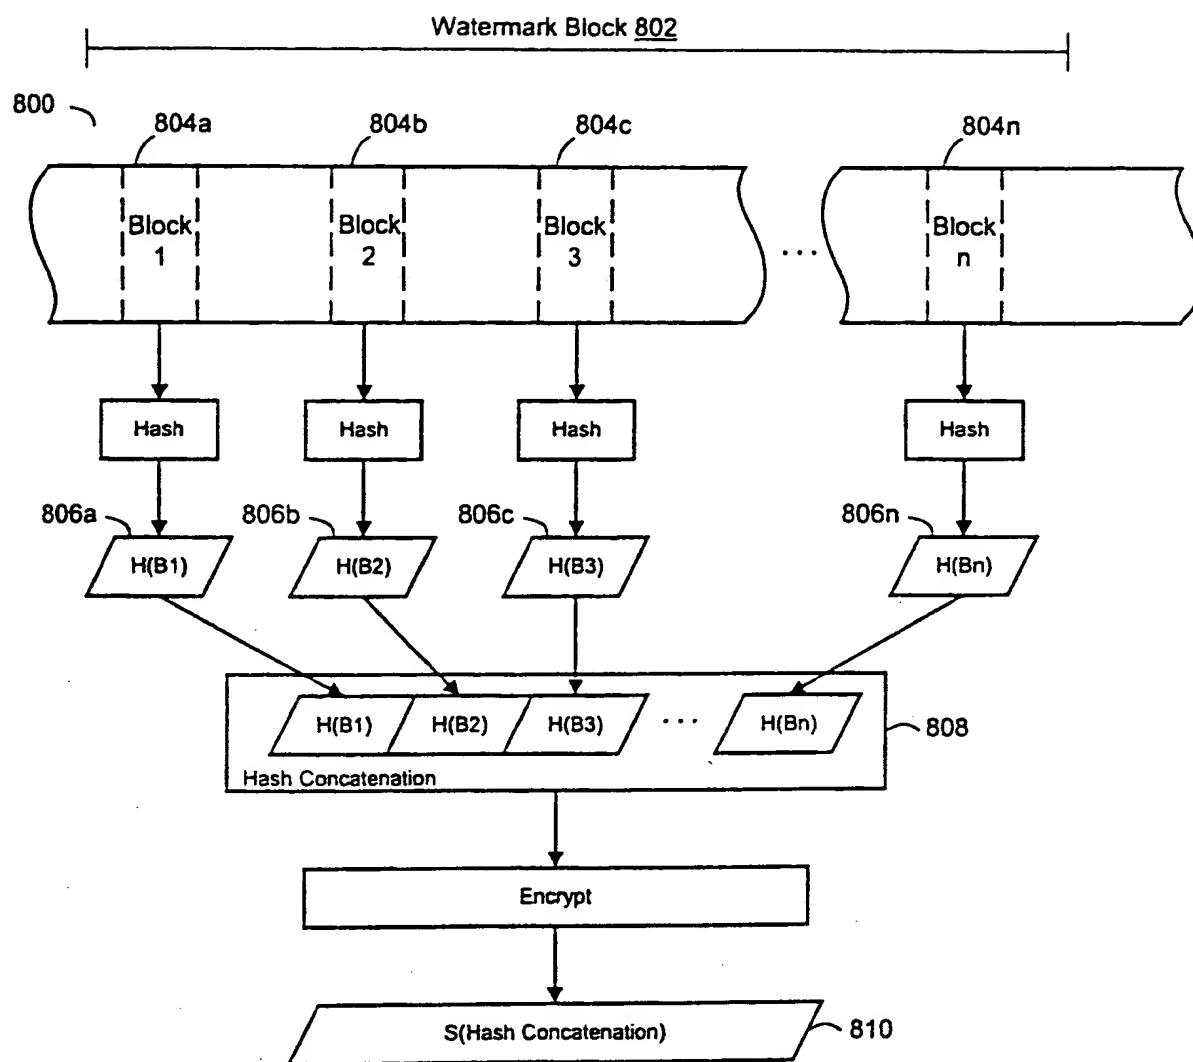 Watermark Block 802
800
804a 804b 804c 804n
Block 1 Block 2 Block 3 ... Block n
Hash Hash Hash Hash
806a 806b 806c 806n
H(B1) H(B2) H(B3) H(Bn)
H(B1) H(B2) H(B3) ... H(Bn)
808
Hash Concatenation
Encrypt
S(Hash Concatenation)
810